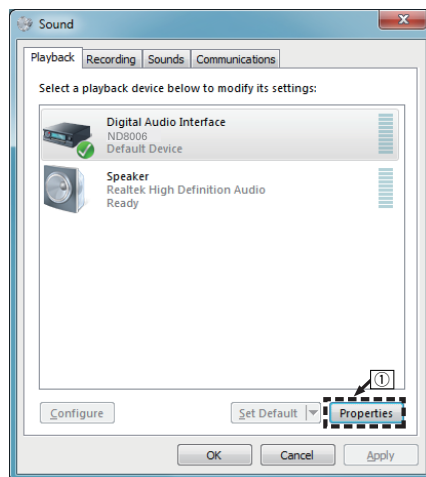 Sound
Playback Recording Sounds Communications
Select a playback device below to modify its settings:
Digital Audio Interface
ND8006
Default Device
Speaker
Realtek High Definition Audio
Ready
①
Configure Set Default Properties
OK Cancel Apply